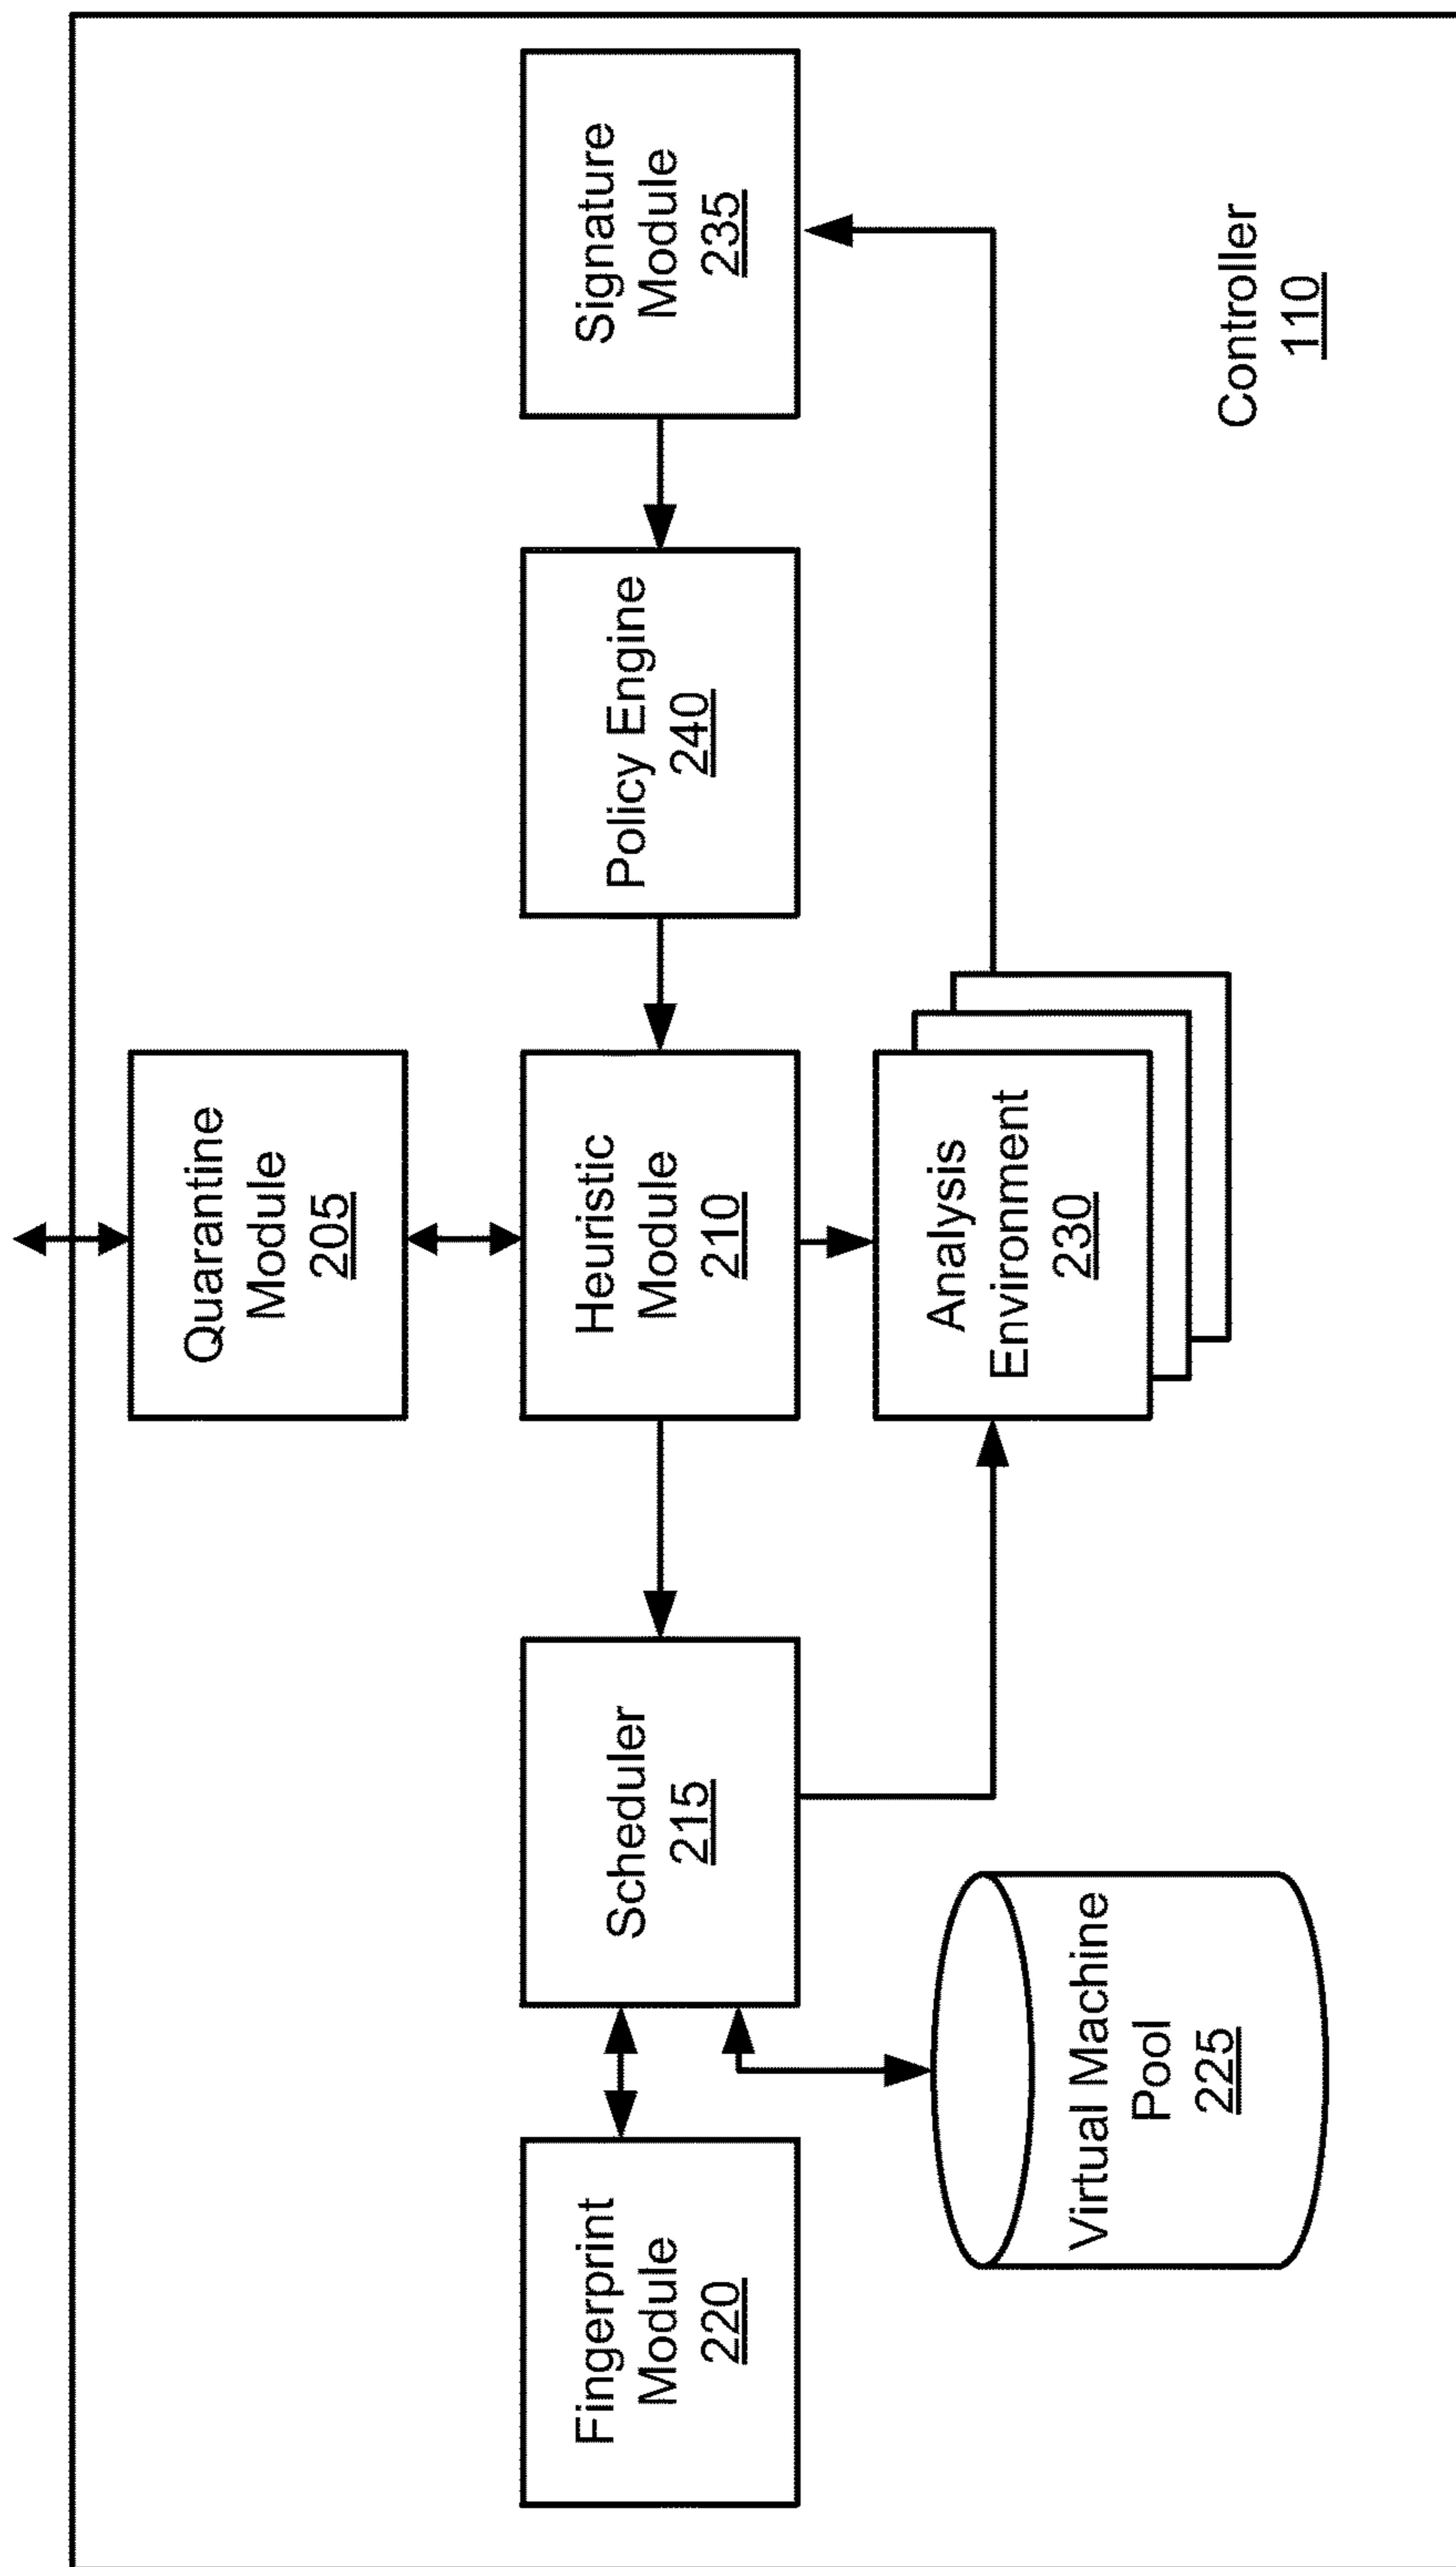 Quarantine
Module
205
Fingerprint
Module
220
Scheduler
215
Heuristic
Module
210
Policy Engine
240
Signature
Module
235
Virtual Machine
Pool
225
Analysis
Environment
230
Controller
110